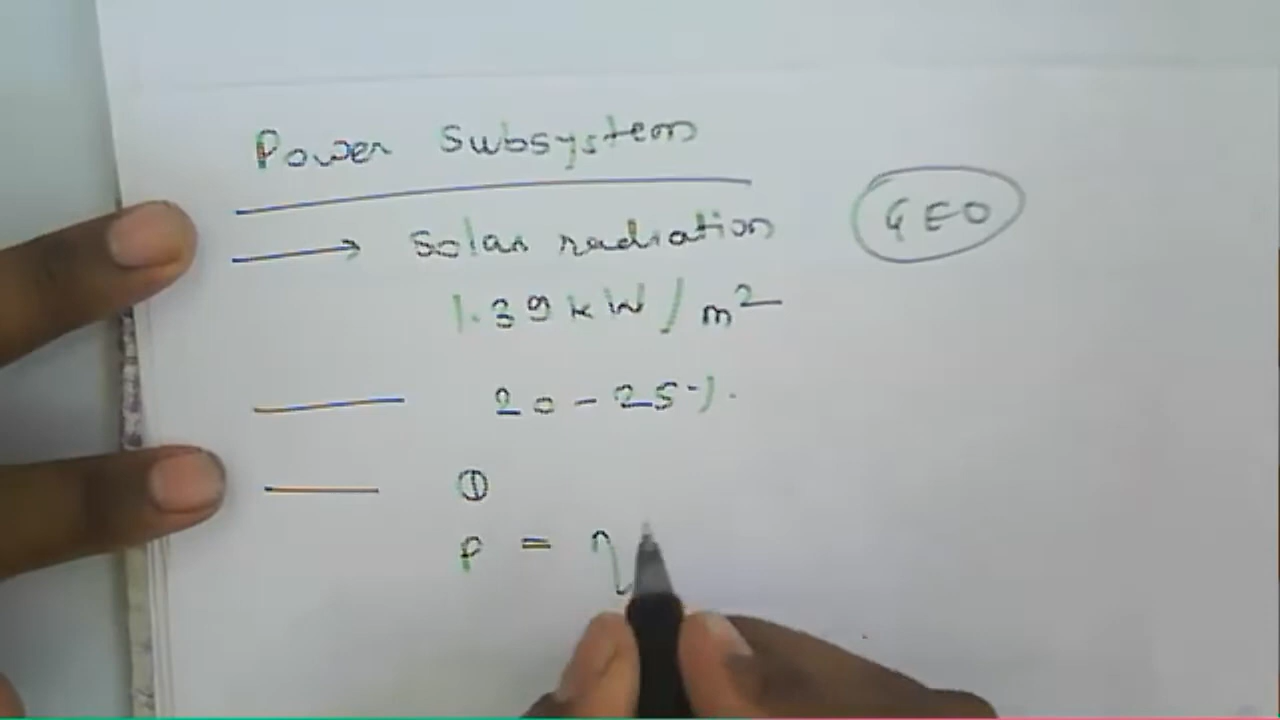 Power Subsystem
→ Solar radiation GEO
1.39 kW/m²
— 20-25%.
— ①
P = η